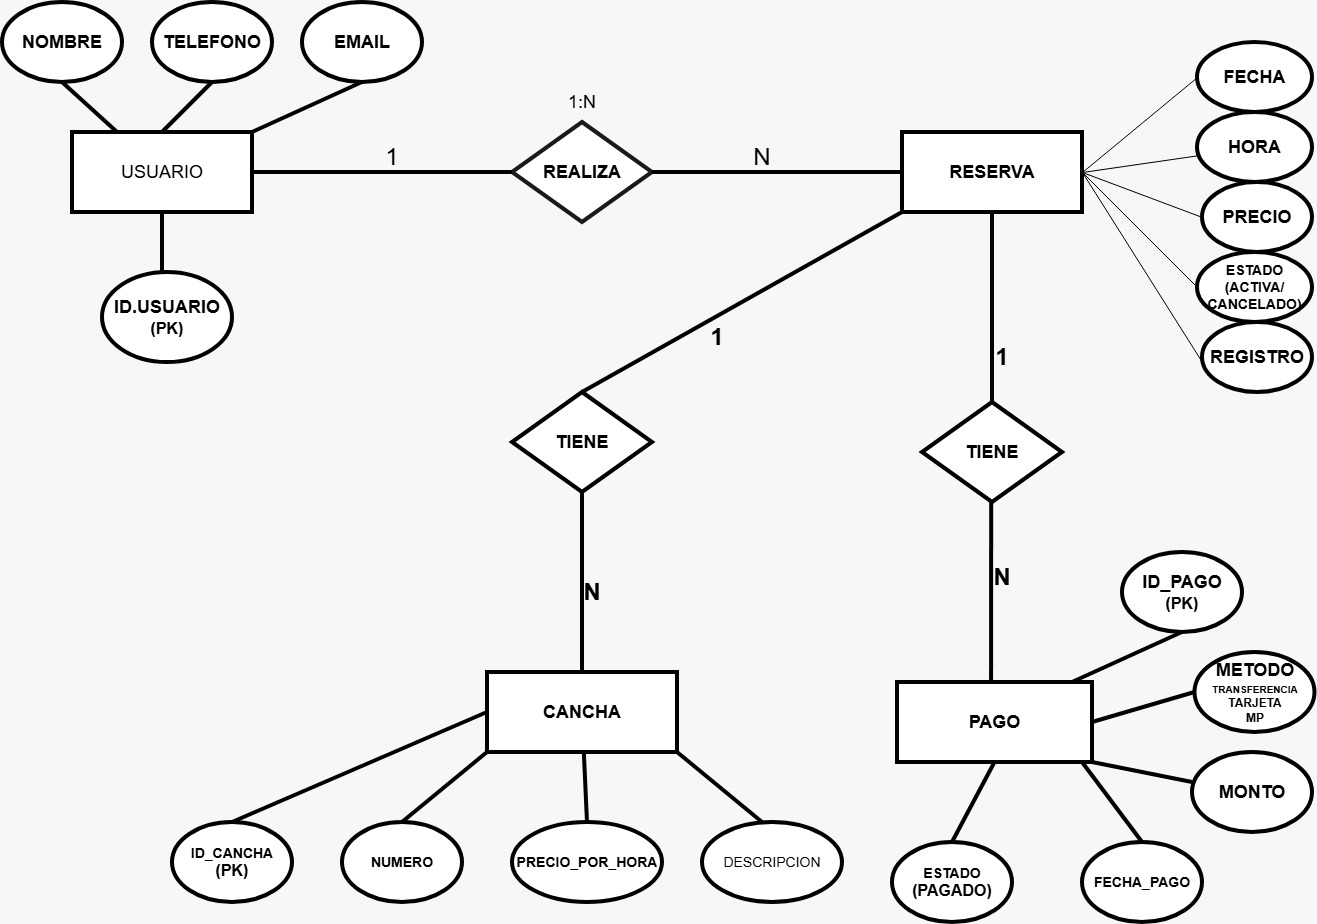 NOMBRE
TELEFONO
EMAIL
1:N
USUARIO
1
REALIZA
N
RESERVA
FECHA
HORA
PRECIO
ESTADO
(ACTIVA/
CANCELADO)
REGISTRO
ID.USUARIO
(PK)
1
1
TIENE
TIENE
N
N
ID_PAGO
(PK)
METODO
TRANSFERENCIA
TARJETA
MP
CANCHA
PAGO
MONTO
ID_CANCHA
(PK)
NUMERO
PRECIO_POR_HORA
DESCRIPCION
ESTADO
(PAGADO)
FECHA_PAGO